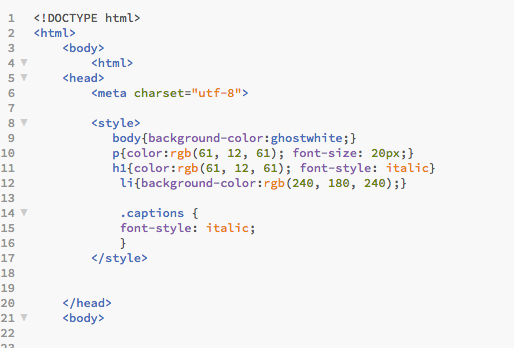 1 <!DOCTYPE html>
2 <html>
3     <body>
4         <html>
5     <head>
6         <meta charset="utf-8">
7
8         <style>
9            body{background-color:ghostwhite;}
10            p{color:rgb(61, 12, 61); font-size: 20px;}
11            h1{color:rgb(61, 12, 61); font-style: italic}
12             li{background-color:rgb(240, 180, 240);}
13
14             .captions {
15             font-style: italic;
16             }
17         </style>
18
19
20     </head>
21     <body>
22
23